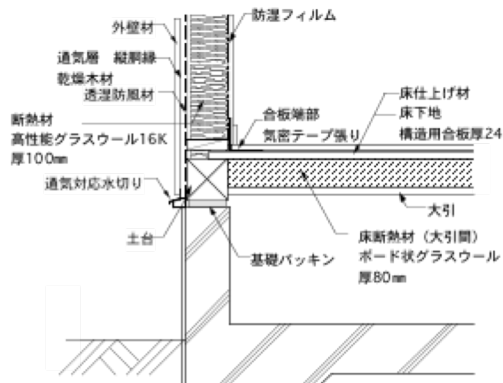 防湿フィルム
外壁材
通気層　縦胴縁
乾燥木材
透湿防風材
断熱材
高性能グラスウール16K
厚100㎜
通気対応水切り
土台
合板端部
気密テープ張り
床仕上げ材
床下地
構造用合板厚24
大引
基礎パッキン
床断熱材（大引間）
ボード状グラスウール
厚80㎜